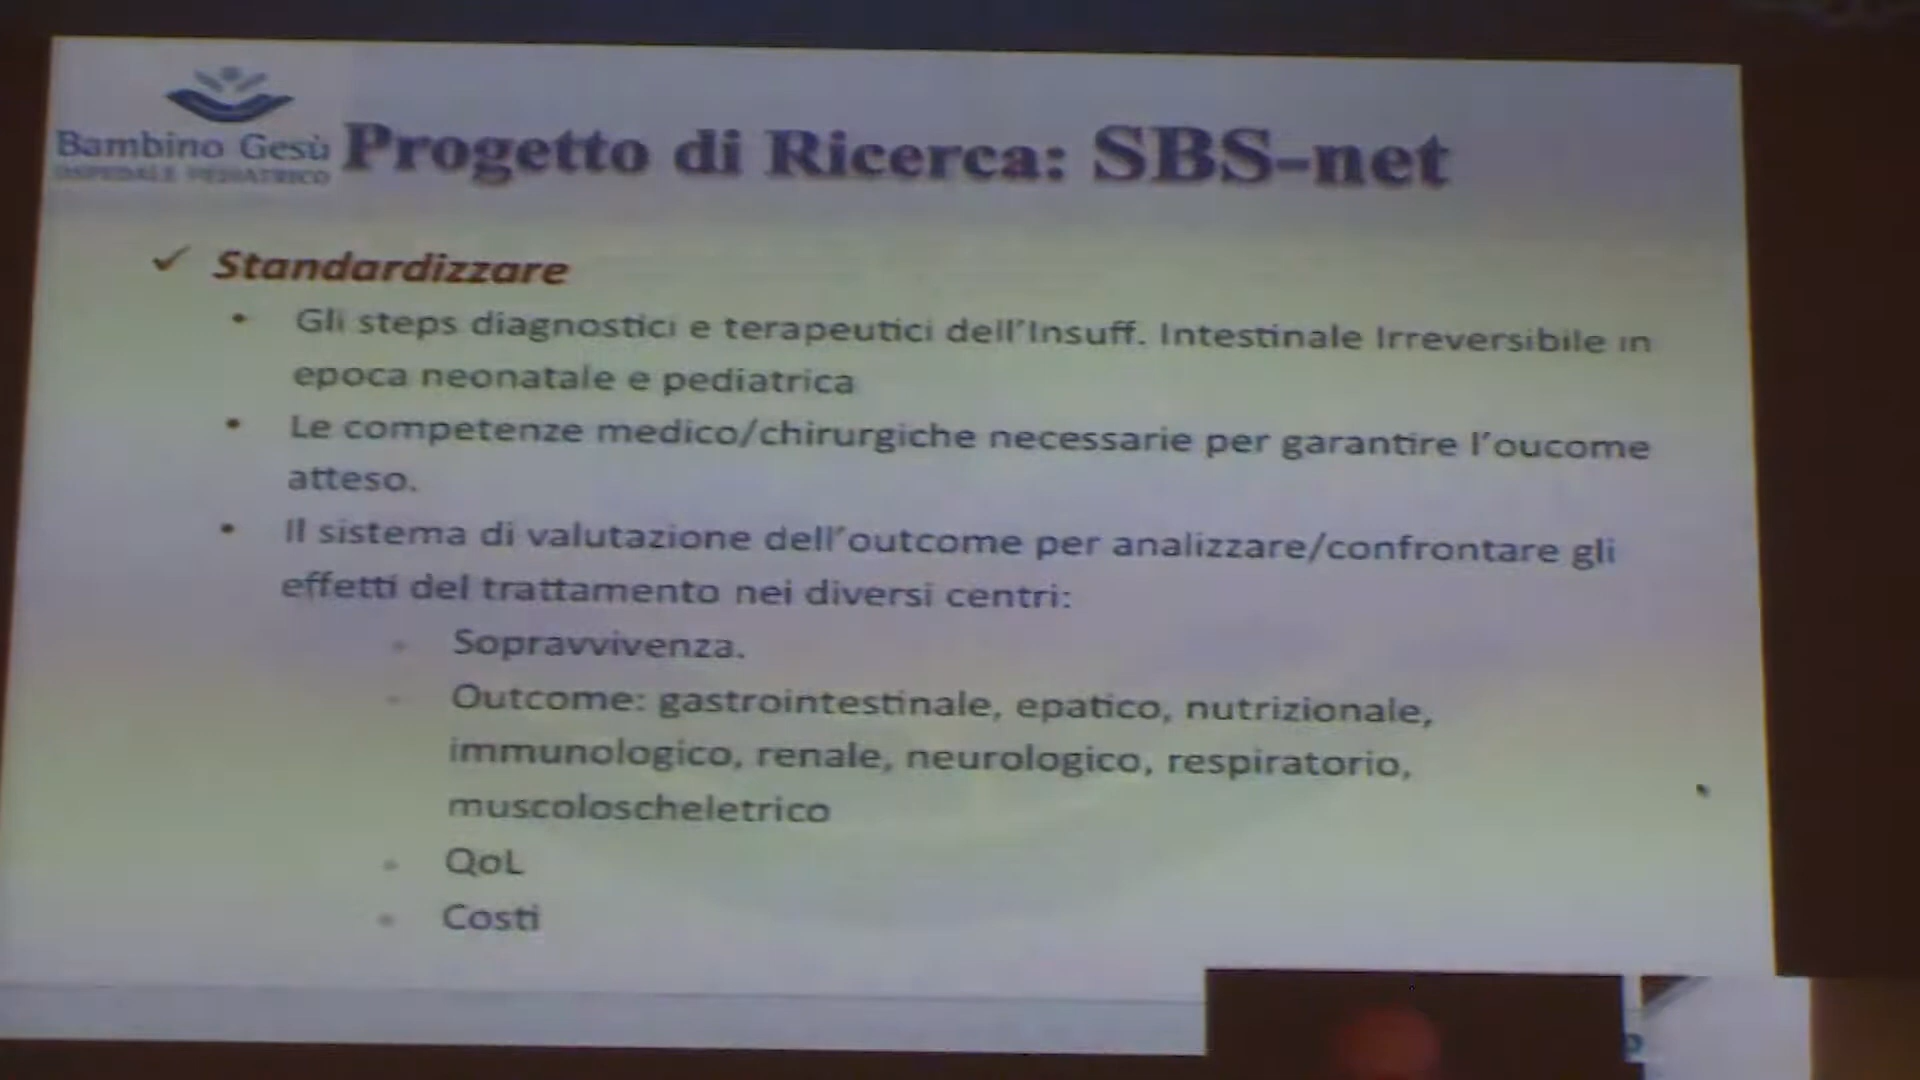 Bambino Gesù
OSPEDALE PEDIATRICO
Progetto di Ricerca: SBS-net
✓ Standardizzare
• Gli steps diagnostici e terapeutici dell'Insuff. Intestinale Irreversibile in
epoca neonatale e pediatrica
• Le competenze medico/chirurgiche necessarie per garantire l'oucome
atteso.
• Il sistema di valutazione dell'outcome per analizzare/confrontare gli
effetti del trattamento nei diversi centri:
• Sopravvivenza.
• Outcome: gastrointestinale, epatico, nutrizionale,
immunologico, renale, neurologico, respiratorio,
muscoloscheletrico
• QoL
• Costi